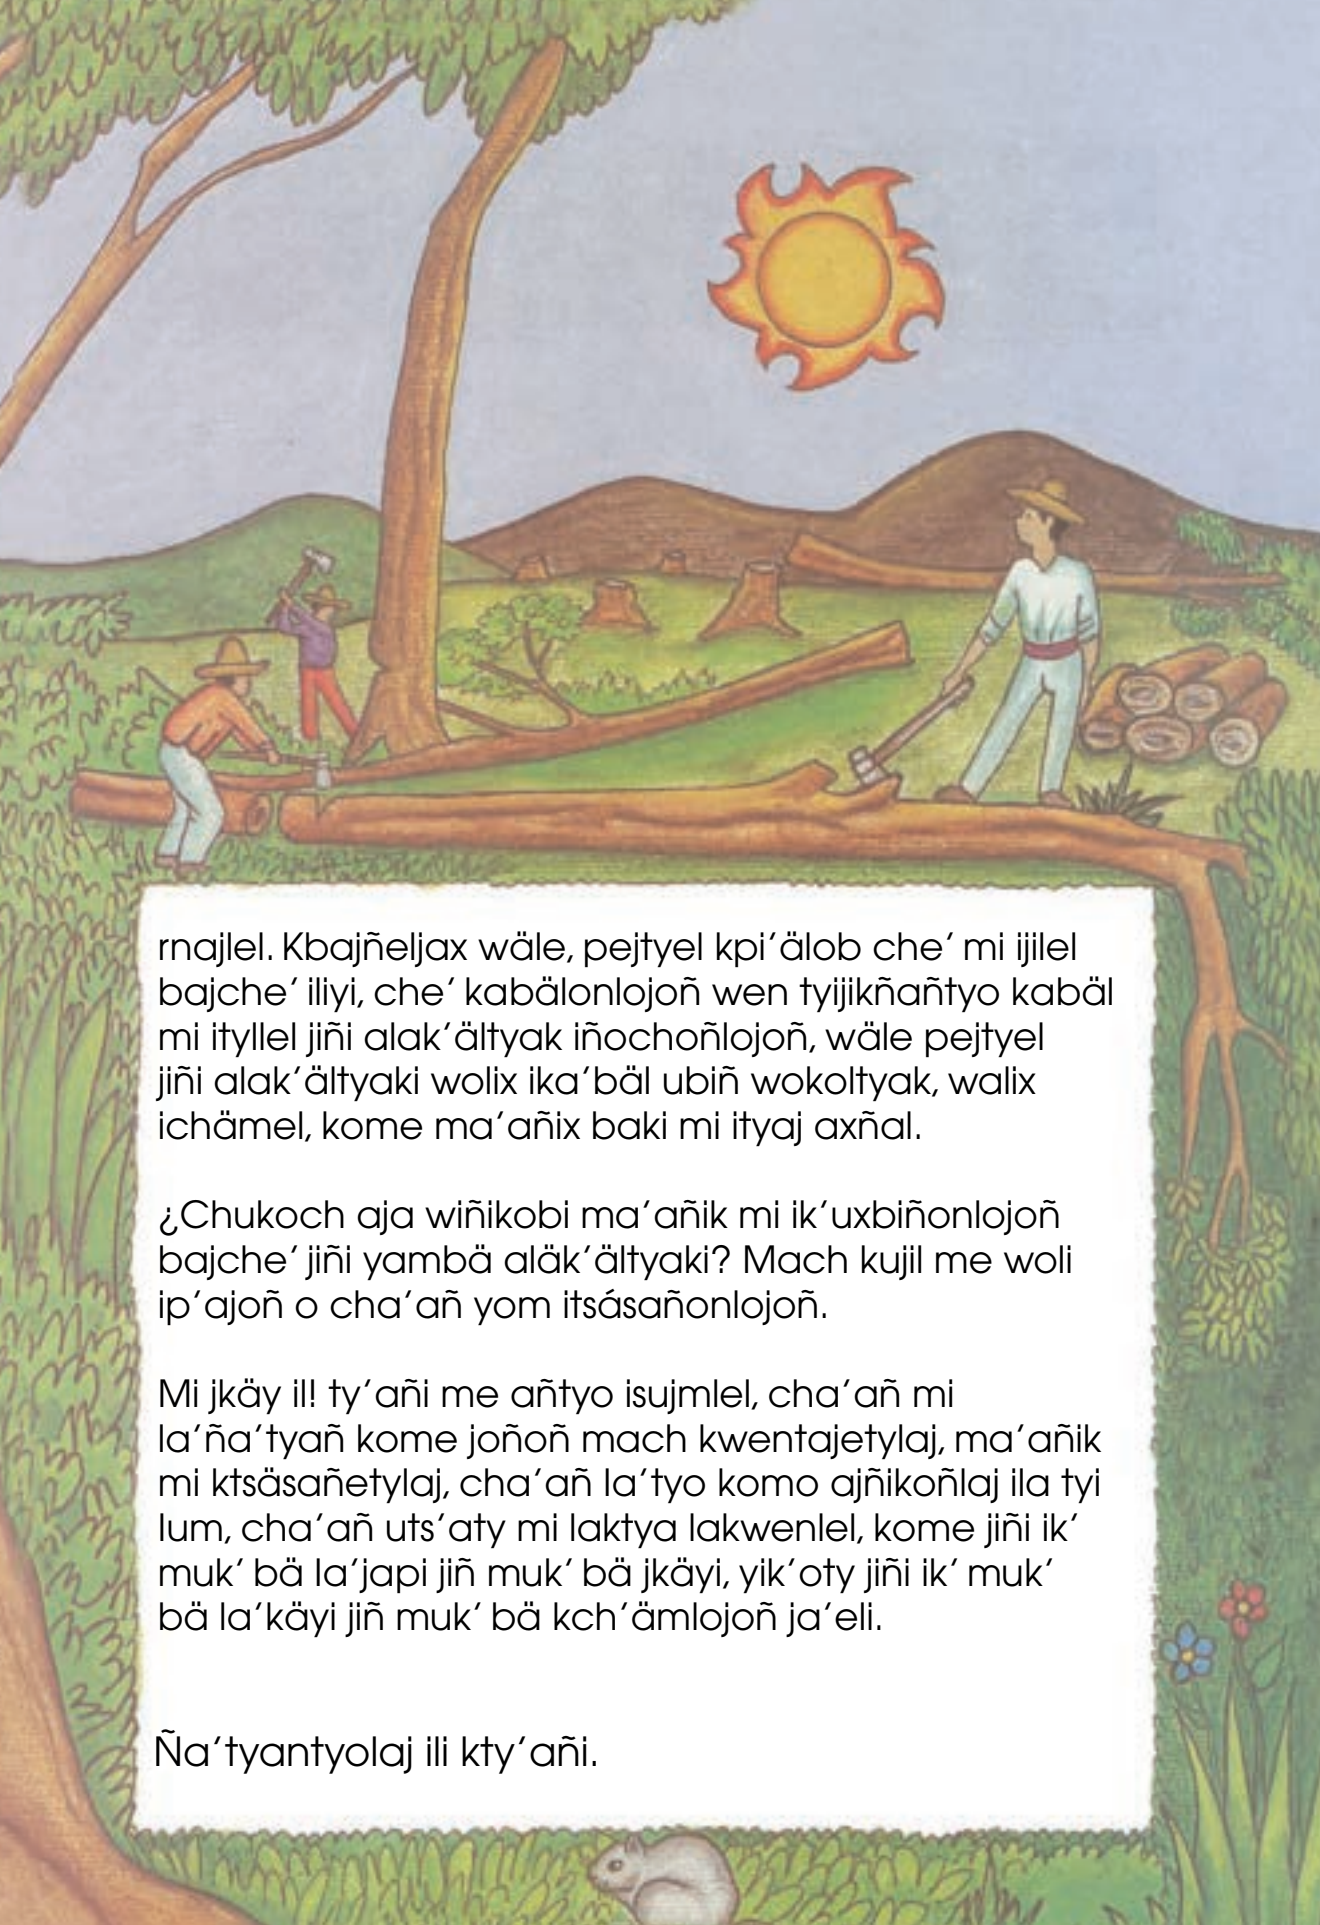 rnajlel. Kbajñeljax wäle, pejtyel kpi’älob che’ mi ijilel
bajche’ iliyi, che’ kabälonlojoñ wen tyijikñañtyo kabäl
mi ityllel jiñi alak’ältyak iñochoñlojoñ, wäle pejtyel
jiñi alak’ältyaki wolix ika’bäl ubiñ wokoltyak, walix
ichämel, kome ma’añix baki mi ityaj axñal.
¿Chukoch aja wiñikobi ma’añik mi ik’uxbiñonlojoñ
bajche’ jiñi yambä aläk’ältyaki? Mach kujil me woli
ip’ajoñ o cha’añ yom itsásañonlojoñ.
Mi jkäy il! ty’añi me añtyo isujmlel, cha’añ mi
la’ña’tyañ kome joñoñ mach kwentajetylaj, ma’añik
mi ktsäsañetylaj, cha’añ la’tyo komo ajñikoñlaj ila tyi
lum, cha’añ uts’aty mi laktya lakwenlel, kome jiñi ik’
muk’ bä la’japi jiñ muk’ bä jkäyi, yik’oty jiñi ik’ muk’
bä la’käyi jiñ muk’ bä kch’ämlojoñ ja’eli.
Ña’tyantyolaj ili kty’añi.